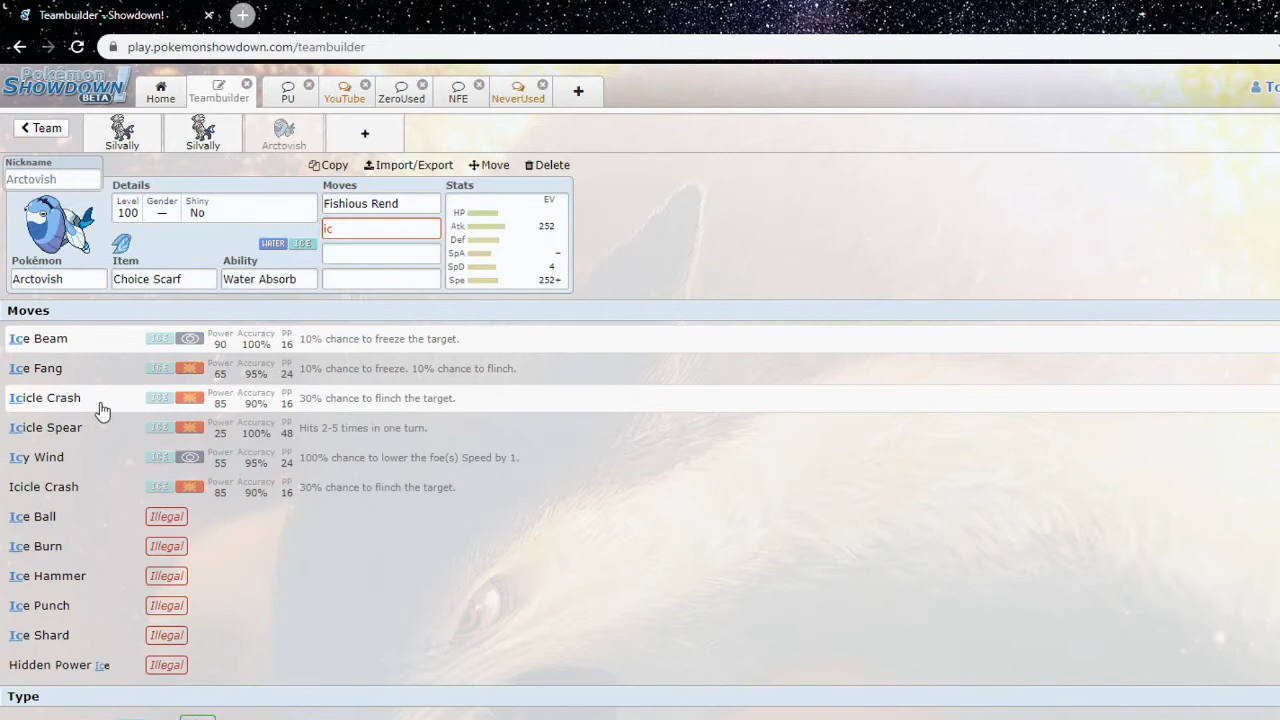 Teambuilder - Showdown!
play.pokemonshowdown.com/teambuilder
Pokémon
SHOWDOWN!
BETA
Home
Teambuilder
PU
YouTube
ZeroUsed
NFE
NeverUsed
To
Team
Silvally
Silvally
Arctovish
+
Copy
Import/Export
Move
Delete
Nickname
Arctovish
Details
Level
100
Gender
—
Shiny
No
WATER
ICE
Pokémon
Arctovish
Item
Choice Scarf
Ability
Water Absorb
Moves
Fishious Rend
ic
Stats
EV
HP
Atk 252
Def
SpA –
SpD 4
Spe 252+
Moves
Ice Beam ICE Power 90 Accuracy 100% PP 16 10% chance to freeze the target.
Ice Fang ICE Power 65 Accuracy 95% PP 24 10% chance to freeze. 10% chance to flinch.
Icicle Crash ICE Power 85 Accuracy 90% PP 16 30% chance to flinch the target.
Icicle Spear ICE Power 25 Accuracy 100% PP 48 Hits 2-5 times in one turn.
Icy Wind ICE Power 55 Accuracy 95% PP 24 100% chance to lower the foe(s) Speed by 1.
Icicle Crash ICE Power 85 Accuracy 90% PP 16 30% chance to flinch the target.
Ice Ball Illegal
Ice Burn Illegal
Ice Hammer Illegal
Ice Punch Illegal
Ice Shard Illegal
Hidden Power Ice Illegal
Type